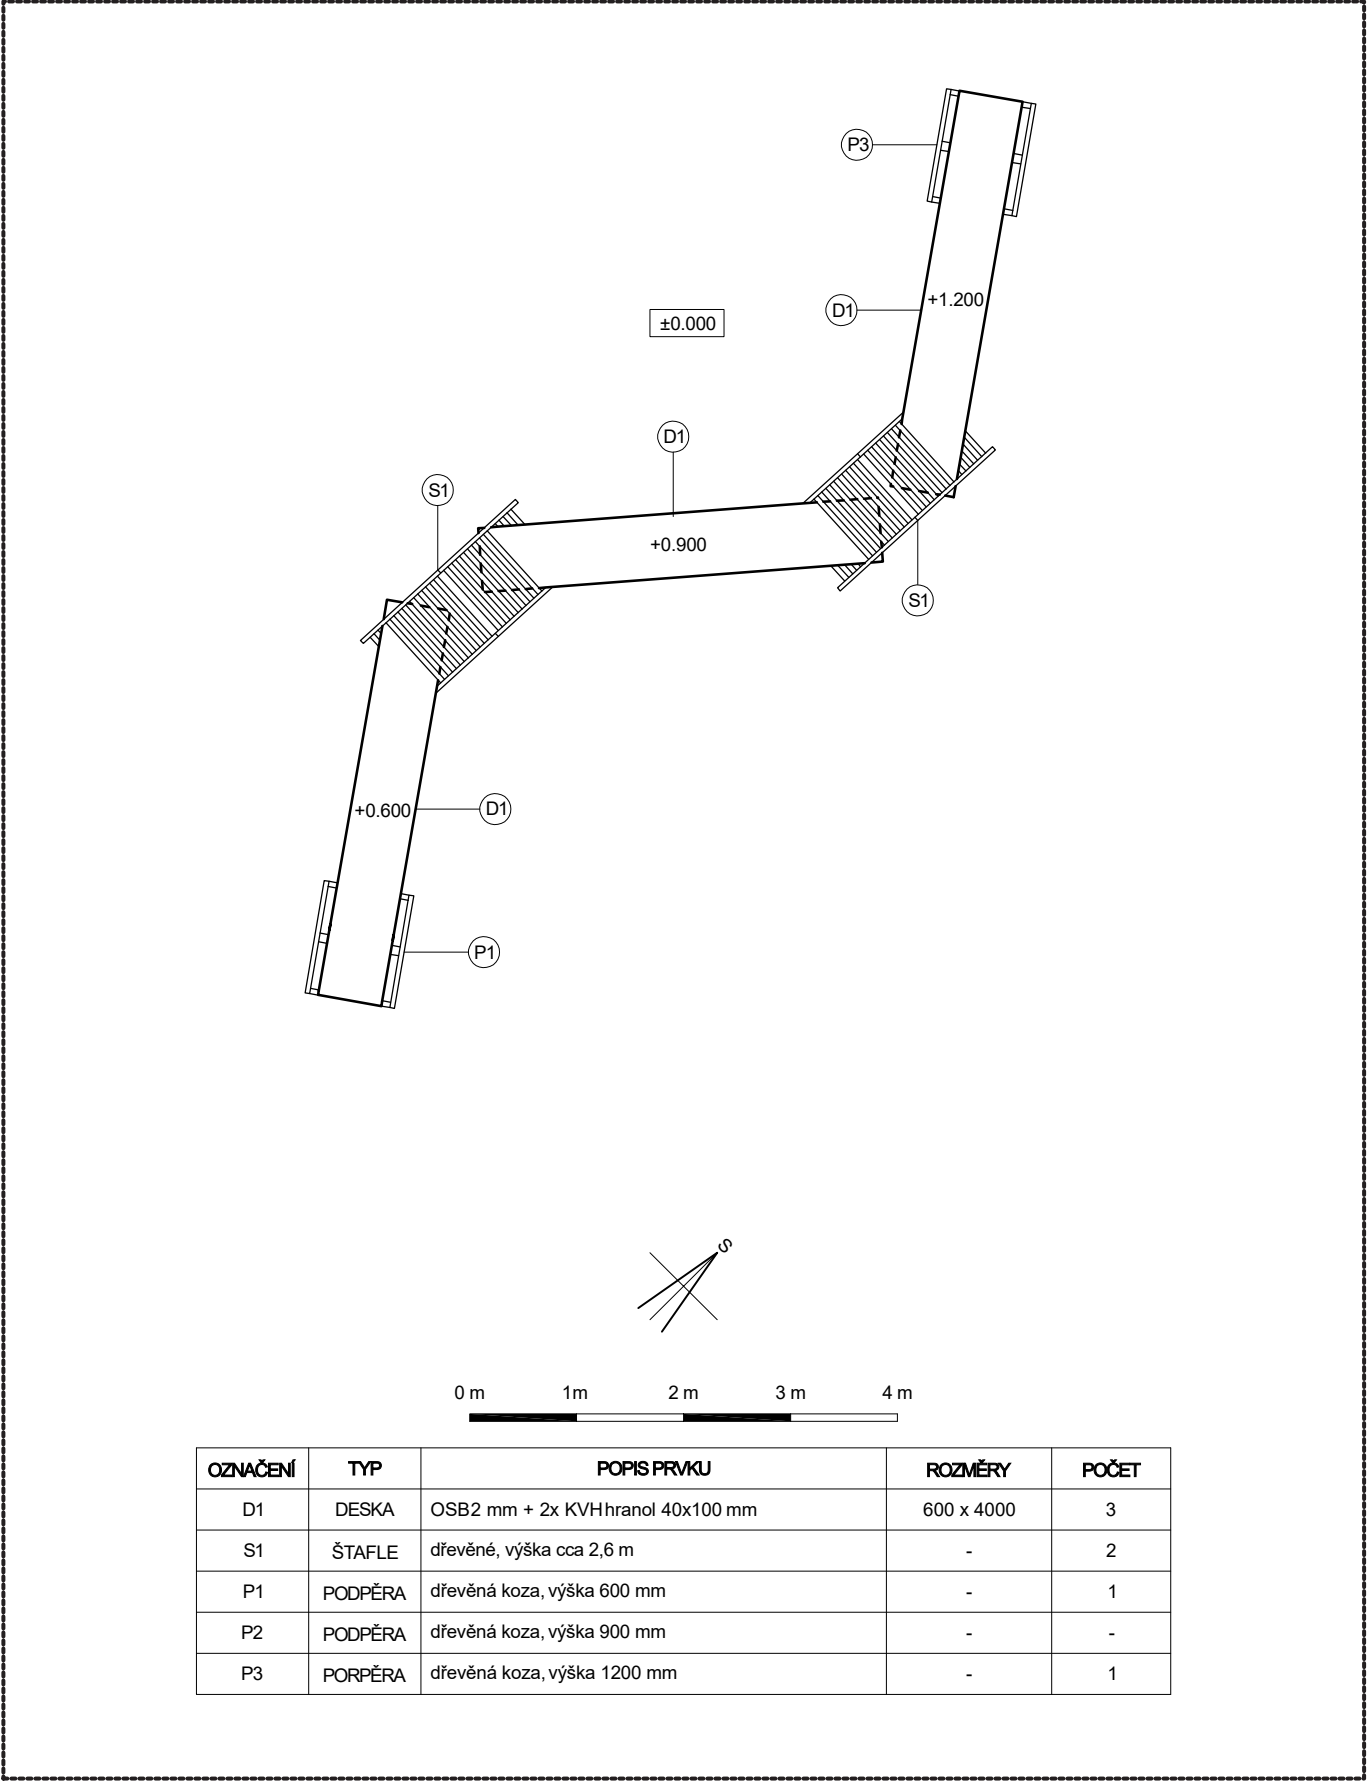 P3
+1.200
D1
±0.000
D1
S1
+0.900
S1
+0.600
D1
P1
S
0 m 1m 2 m 3 m 4 m
OZNAČENÍ TYP POPIS PRVKU ROZMĚRY POČET
D1 DESKA OSB2 mm + 2x KVH hranol 40x100 mm 600 x 4000 3
S1 ŠTAFLE dřevěné, výška cca 2,6 m - 2
P1 PODPĚRA dřevěná koza, výška 600 mm - 1
P2 PODPĚRA dřevěná koza, výška 900 mm - -
P3 PORPĚRA dřevěná koza, výška 1200 mm - 1